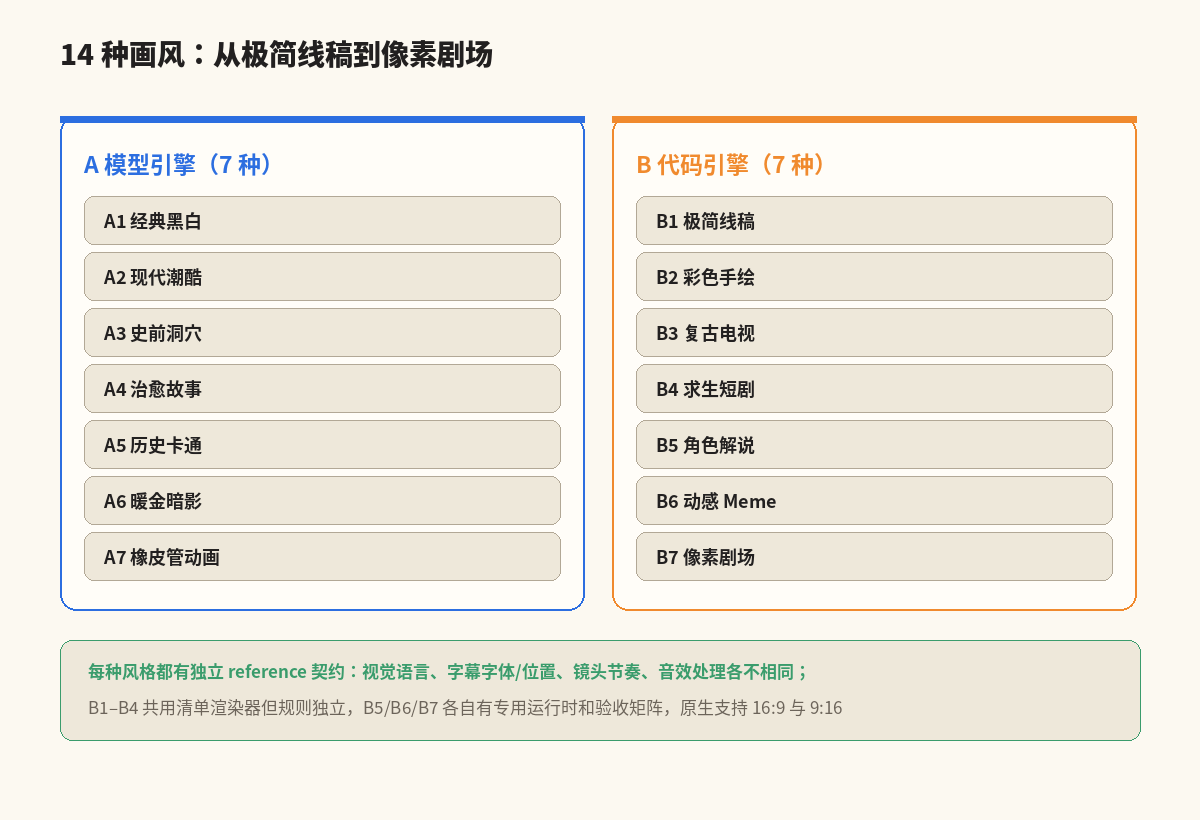 14 种画风：从极简线稿到像素剧场
A 模型引擎（7 种）
A1 经典黑白
A2 现代潮酷
A3 史前洞穴
A4 治愈故事
A5 历史卡通
A6 暖金暗影
A7 橡皮管动画
B 代码引擎（7 种）
B1 极简线稿
B2 彩色手绘
B3 复古电视
B4 求生短剧
B5 角色解说
B6 动感 Meme
B7 像素剧场
每种风格都有独立 reference 契约：视觉语言、字幕字体/位置、镜头节奏、音效处理各不相同；
B1–B4 共用清单渲染器但规则独立，B5/B6/B7 各自有专用运行时和验收矩阵，原生支持 16:9 与 9:16